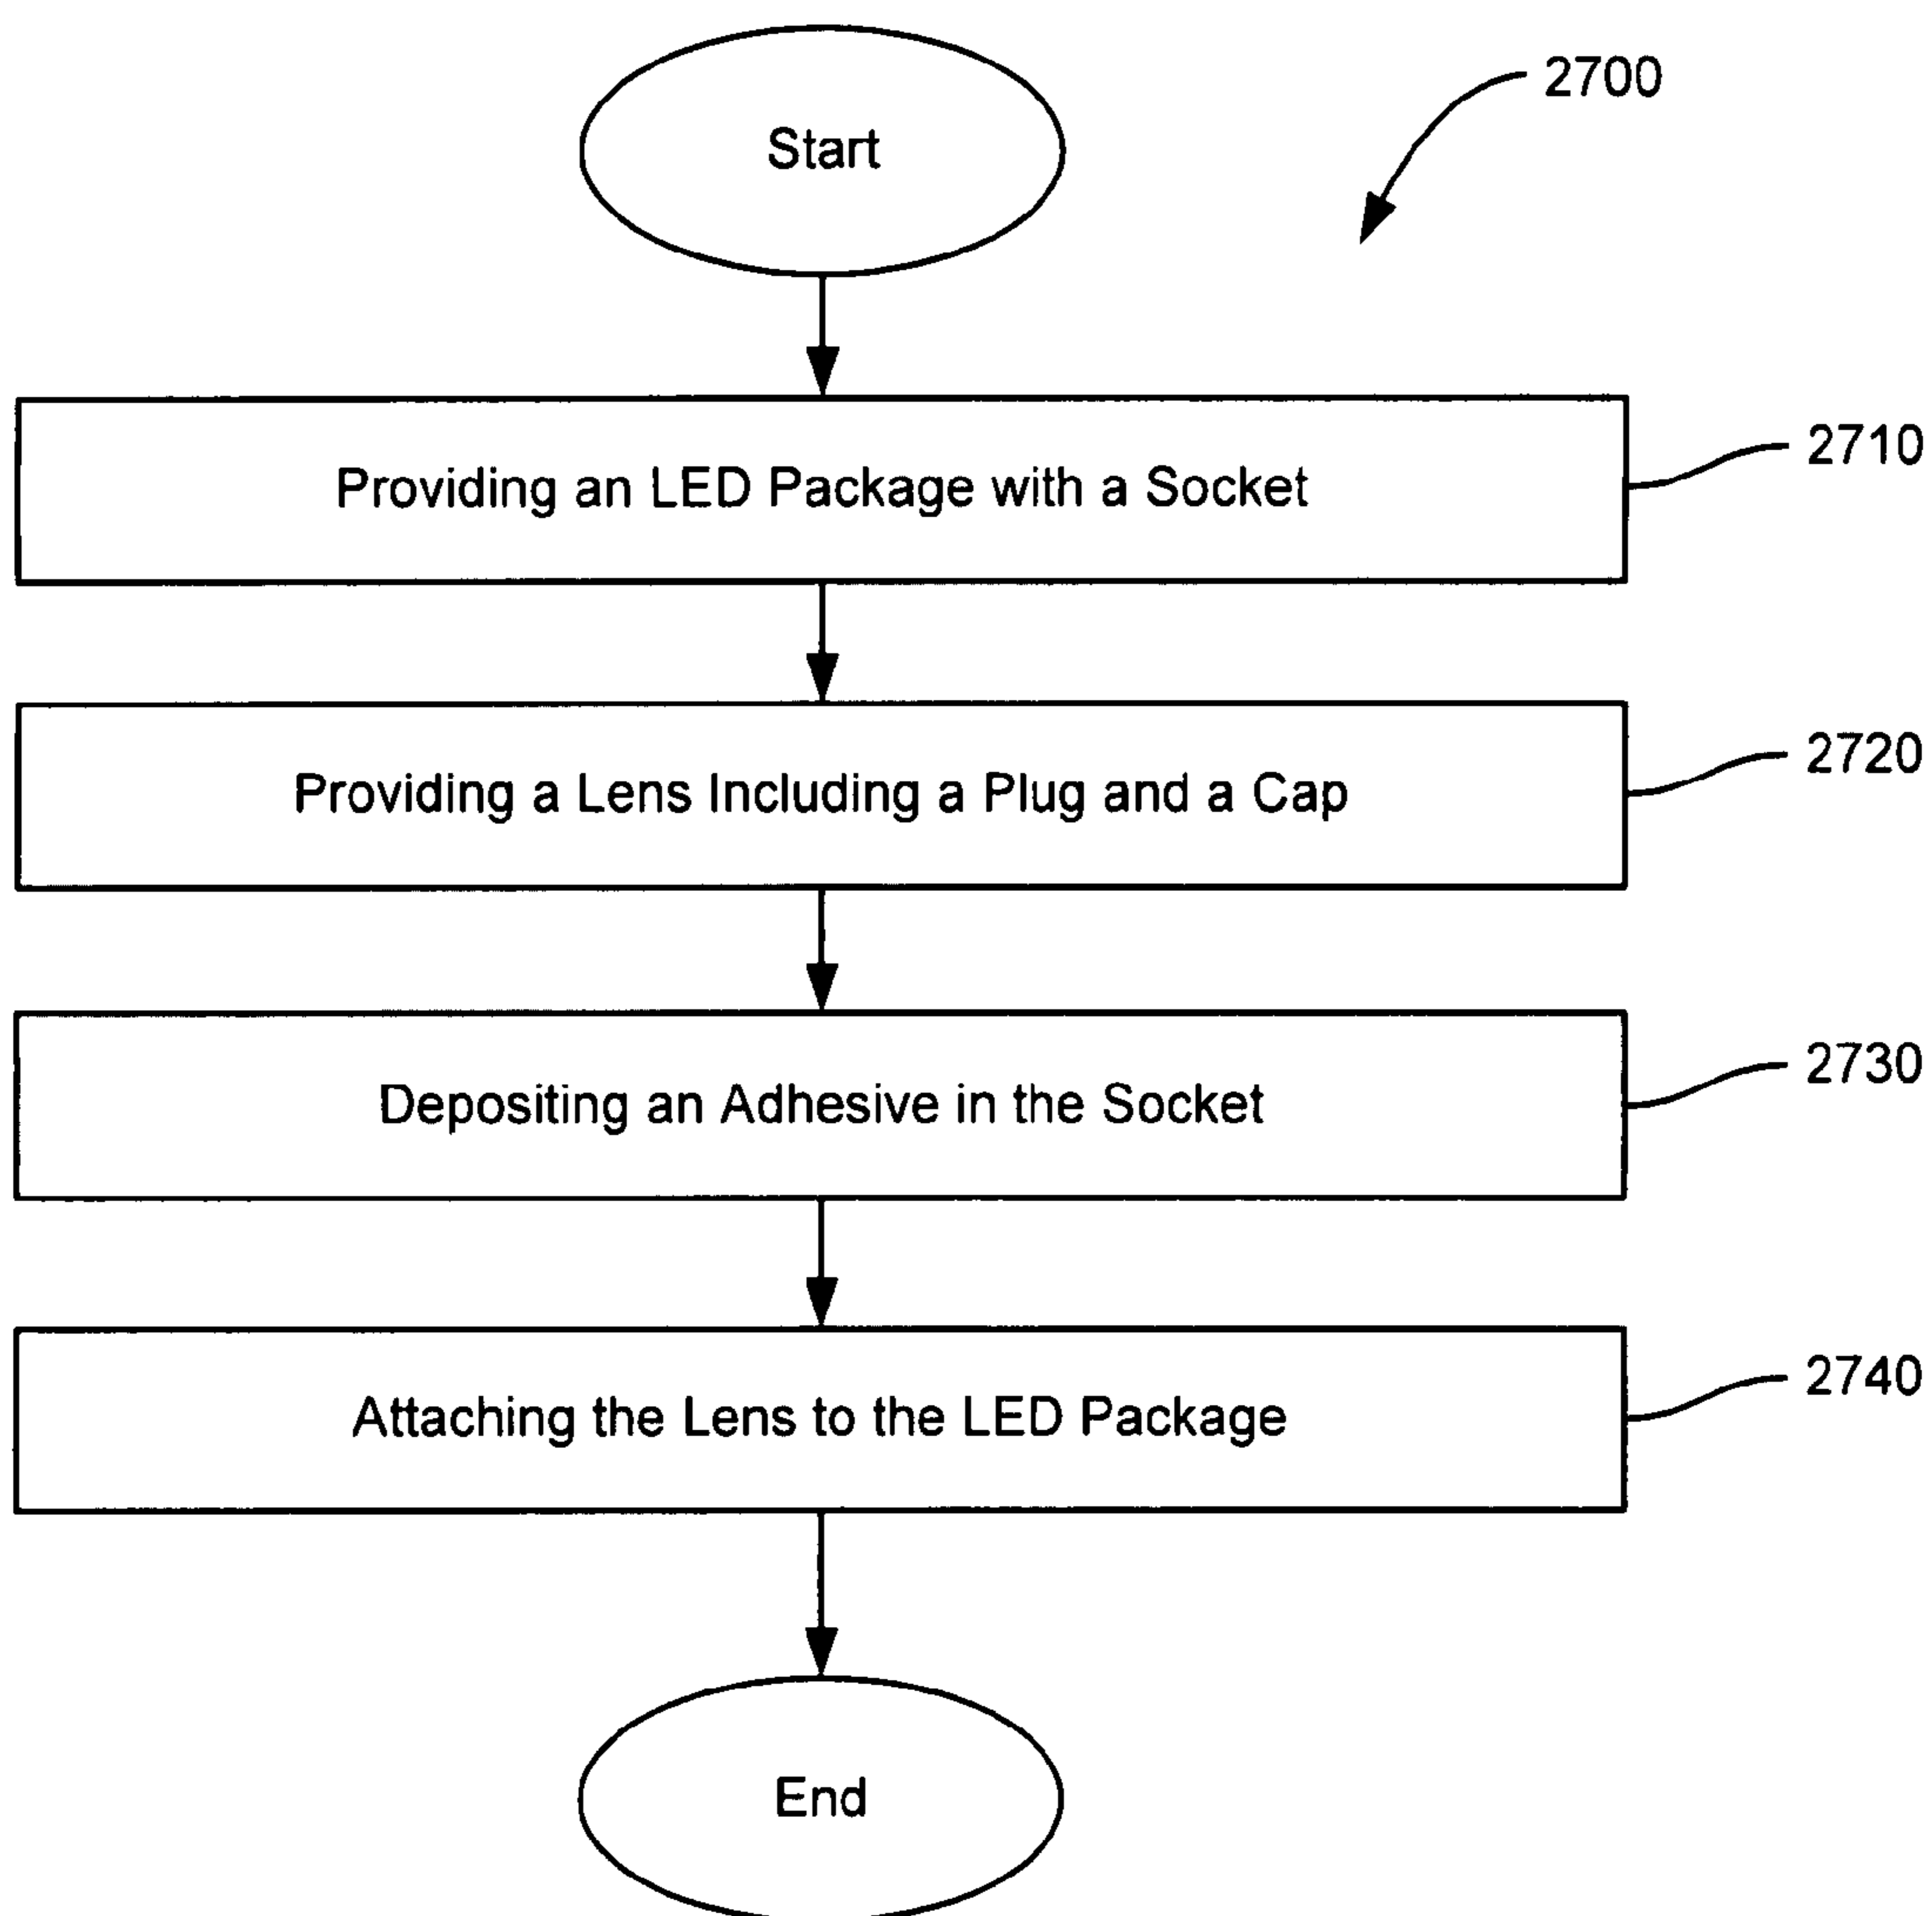 Start
2700
Providing an LED Package with a Socket
2710
Providing a Lens Including a Plug and a Cap
2720
Depositing an Adhesive in the Socket
2730
Attaching the Lens to the LED Package
2740
End